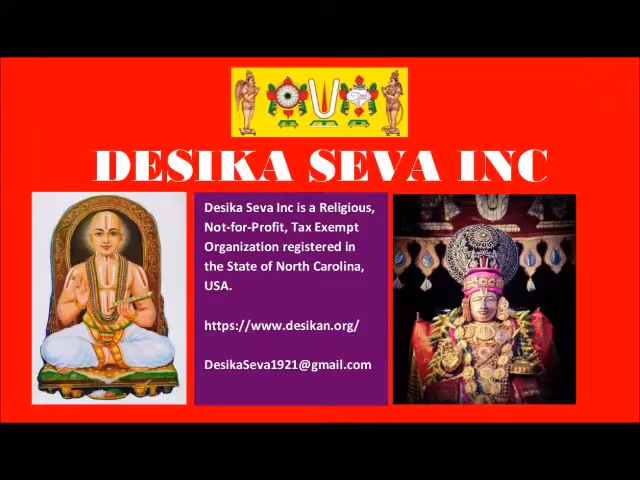 DESIKA SEVA INC
Desika Seva Inc is a Religious,
Not-for-Profit, Tax Exempt
Organization registered in
the State of North Carolina,
USA.
https://www.desikan.org/
DesikaSeva1921@gmail.com